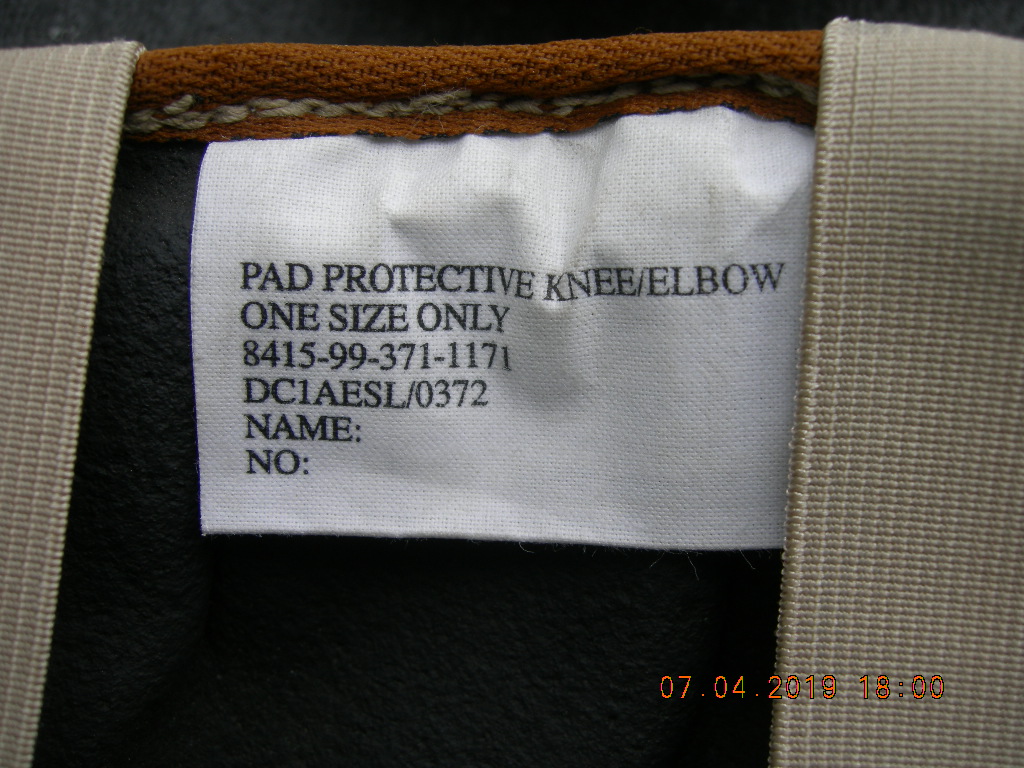 PAD PROTECTIVE KNEE/ELBOW
ONE SIZE ONLY
8415-99-371-1171
DC1AESL/0372
NAME:
NO:
07.04.2019 18:00